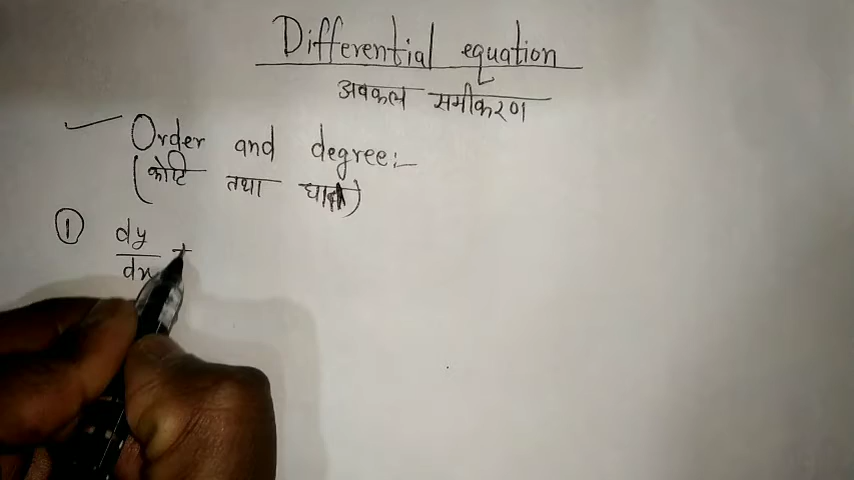 Differential equation
अवकल समीकरण
Order and degree:-
(कोटि तथा घात)
① dy/dx +